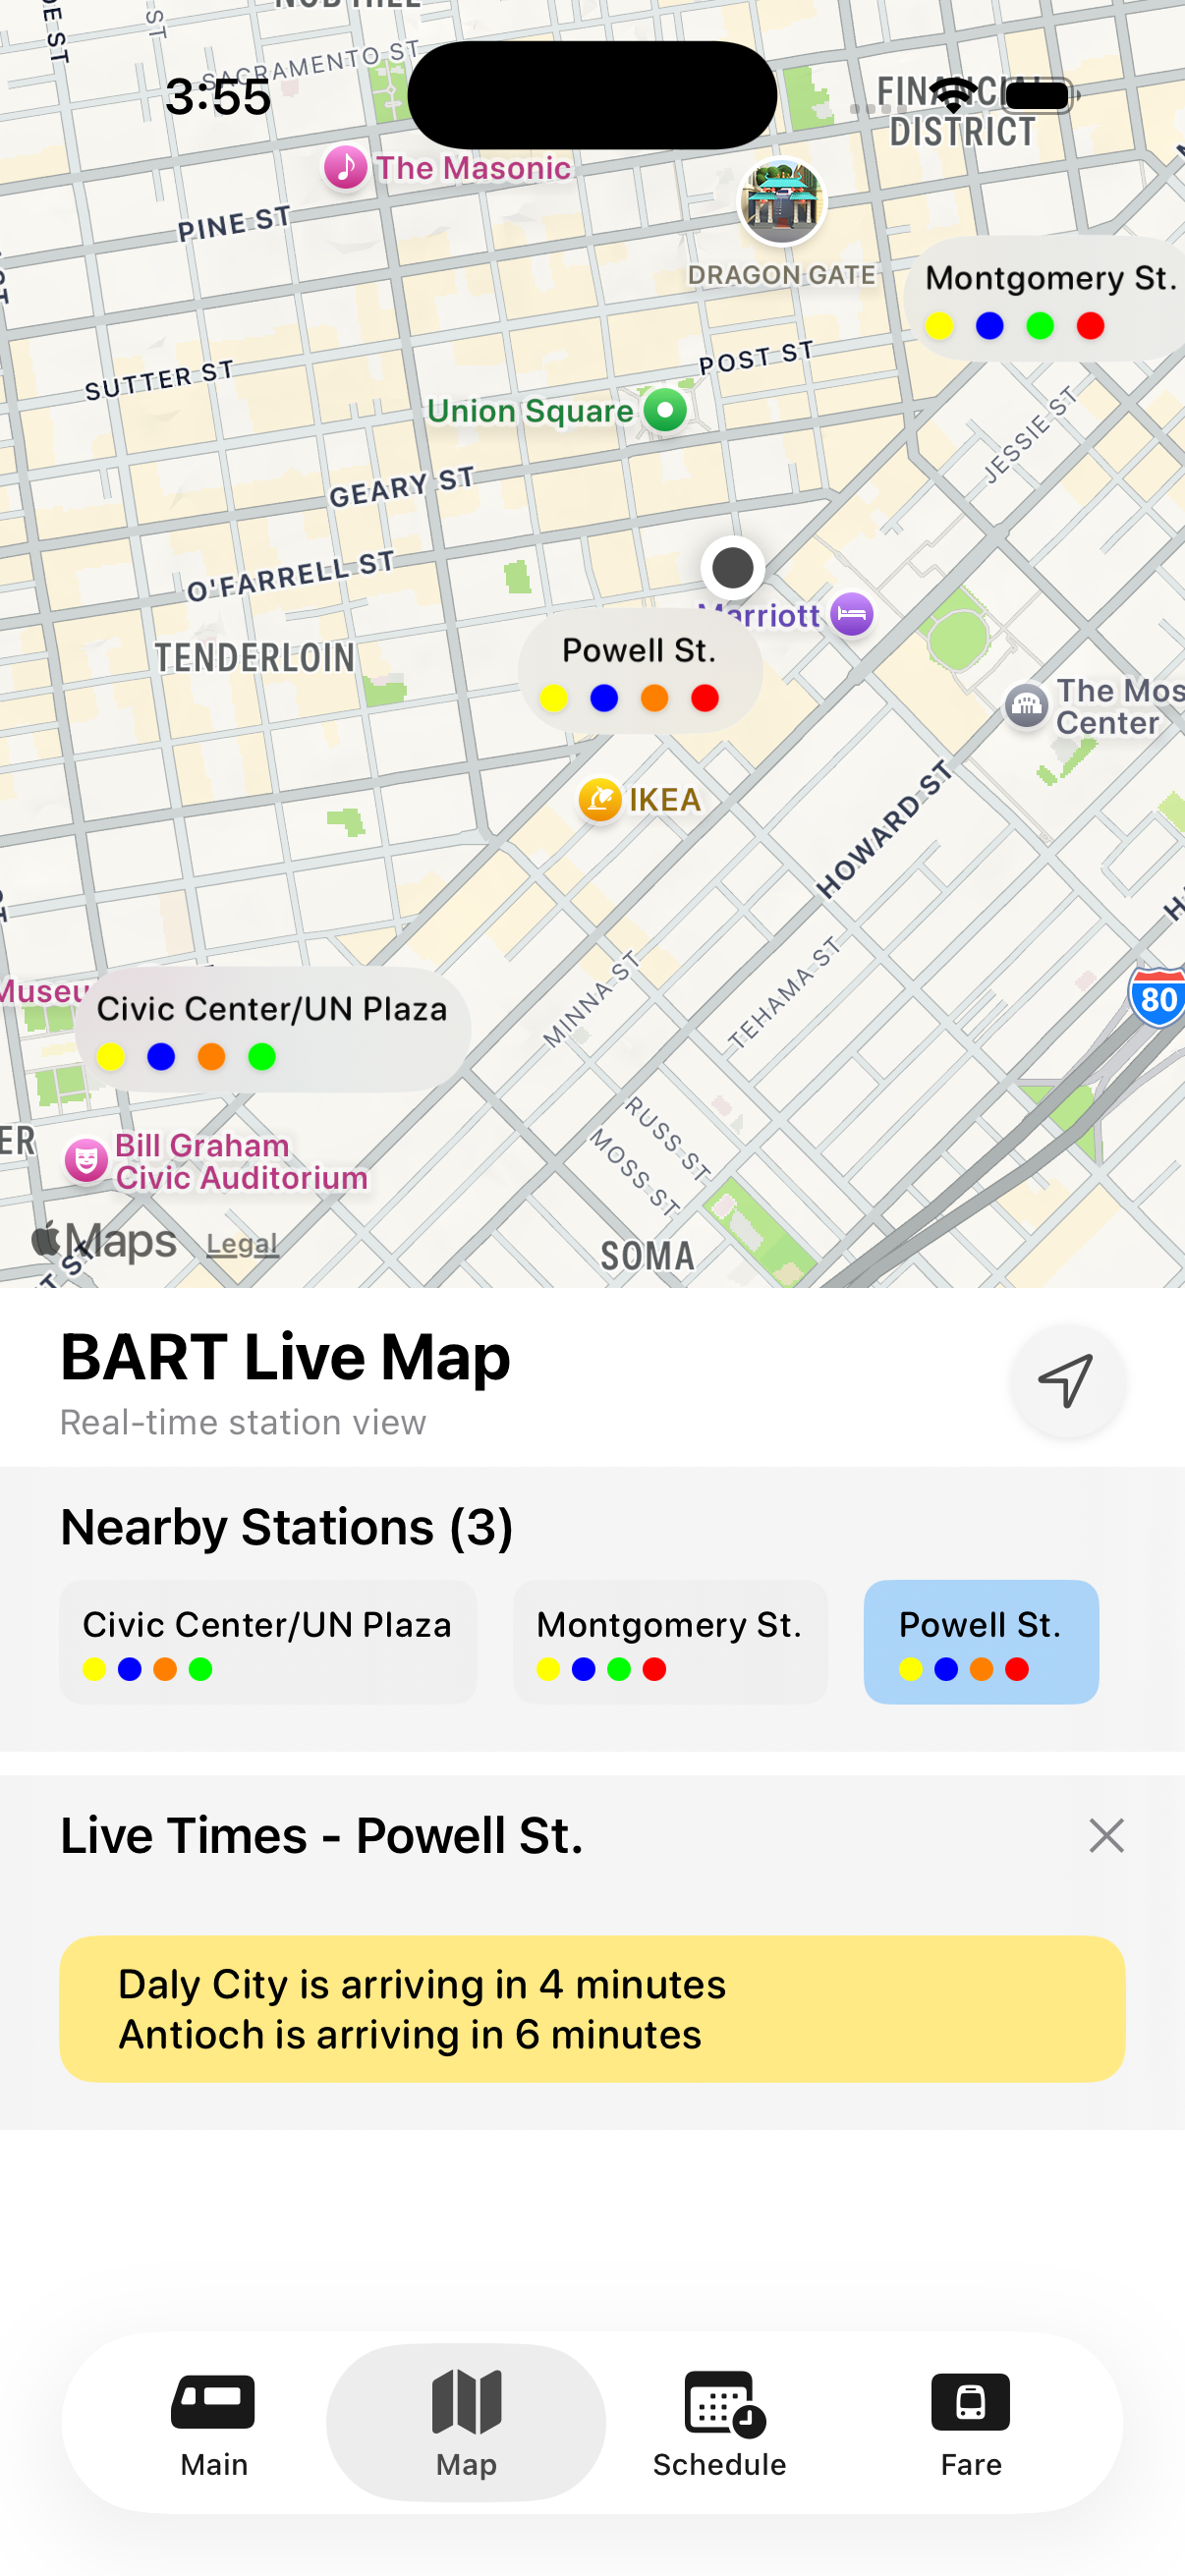 NOB HILL
ST
SACRAMENTO ST
3:55
FINANCIAL
DISTRICT
The Masonic
PINE ST
DRAGON GATE
Montgomery St.
POST ST
SUTTER ST
Union Square
JESSIE ST
GEARY ST
O'FARRELL ST
Marriott
TENDERLOIN
Powell St.
The Mos
Center
IKEA
HOWARD ST
Museu
Civic Center/UN Plaza
MINNA ST
TEHAMA ST
80
RUSS ST
MOSS ST
ER
Bill Graham
Civic Auditorium
Maps
Legal
T ST
SOMA
BART Live Map
Real-time station view
Nearby Stations (3)
Civic Center/UN Plaza
Montgomery St.
Powell St.
Live Times - Powell St.
Daly City is arriving in 4 minutes
Antioch is arriving in 6 minutes
Main
Map
Schedule
Fare